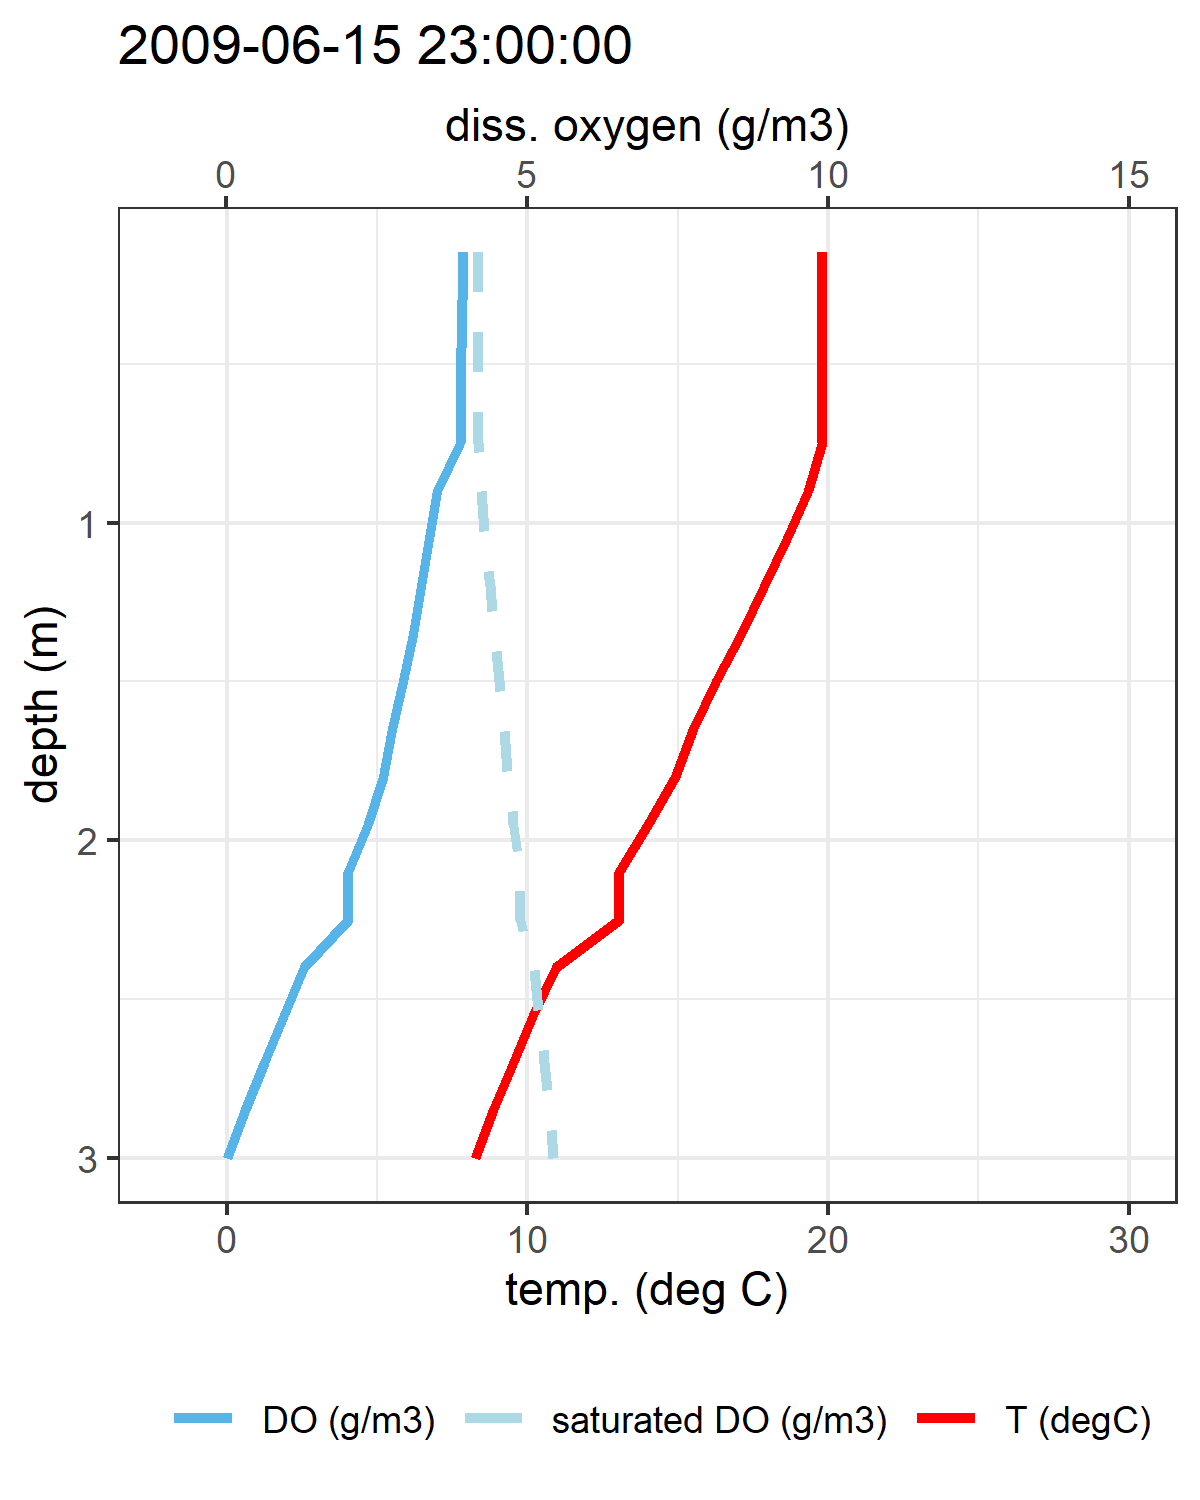 2009-06-15 23:00:00
diss. oxygen (g/m3)
0 5 10 15
depth (m)
1
2
3
0 10 20 30
temp. (deg C)
DO (g/m3) saturated DO (g/m3) T (degC)